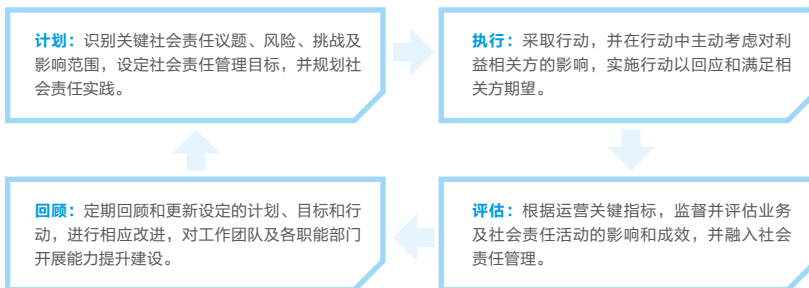 计划：识别关键社会责任议题、风险、挑战及
影响范围，设定社会责任管理目标，并规划社
会责任实践。
执行：采取行动，并在行动中主动考虑对利
益相关方的影响，实施行动以回应和满足相
关方期望。
回顾：定期回顾和更新设定的计划、目标和行
动，进行相应改进，对工作团队及各职能部门
开展能力提升建设。
评估：根据运营关键指标，监督并评估业务
及社会责任活动的影响和成效，并融入社会
责任管理。